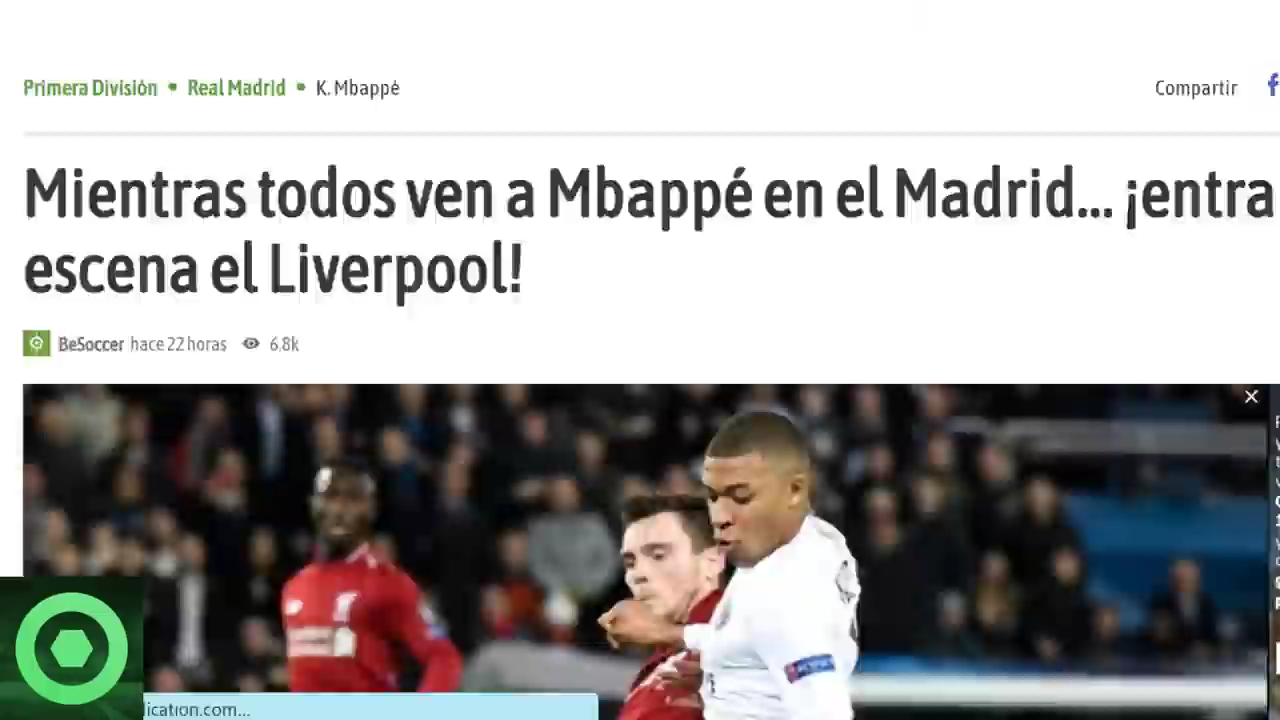 Primera División • Real Madrid • K. Mbappé
Compartir
Mientras todos ven a Mbappé en el Madrid... ¡entra
escena el Liverpool!
BeSoccer hace 22 horas 6,8k
lication.com...